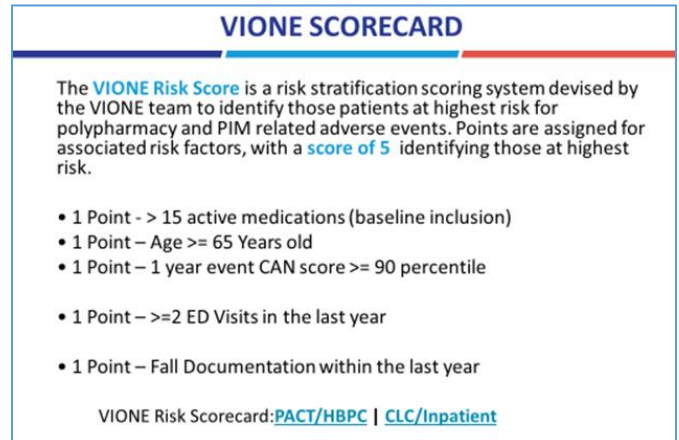 VIONE SCORECARD
The VIONE Risk Score is a risk stratification scoring system devised by
the VIONE team to identify those patients at highest risk for
polypharmacy and PIM related adverse events. Points are assigned for
associated risk factors, with a score of 5 identifying those at highest
risk.
• 1 Point - > 15 active medications (baseline inclusion)
• 1 Point – Age >= 65 Years old
• 1 Point – 1 year event CAN score >= 90 percentile
• 1 Point – >=2 ED Visits in the last year
• 1 Point – Fall Documentation within the last year
VIONE Risk Scorecard:PACT/HBPC | CLC/Inpatient